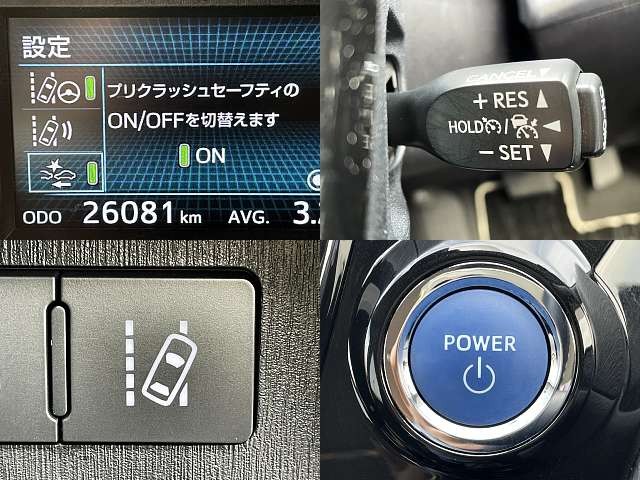 設定
プリクラッシュセーフティの
ON/OFFを切替えます
ON
ODO 26081 km AVG. 3.
CANCEL
+ RES
HOLD /
- SET
POWER